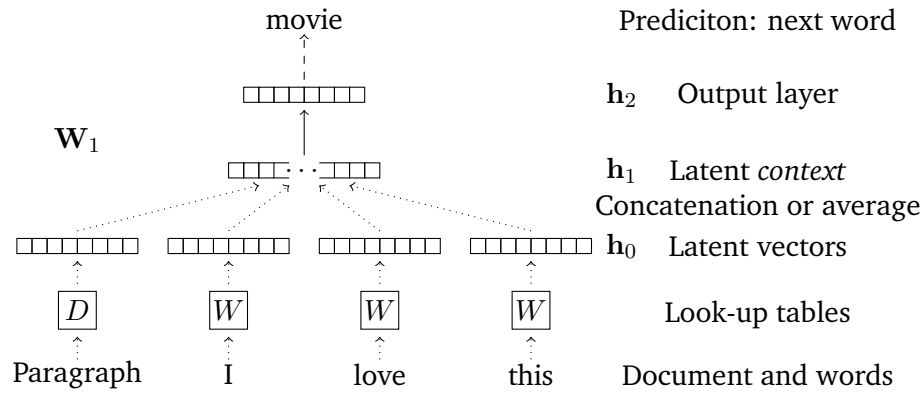 movie Prediciton: next word
h₂ Output layer
W₁
··· h₁ Latent context
Concatenation or average
h₀ Latent vectors
D W W W Look-up tables
Paragraph I love this Document and words